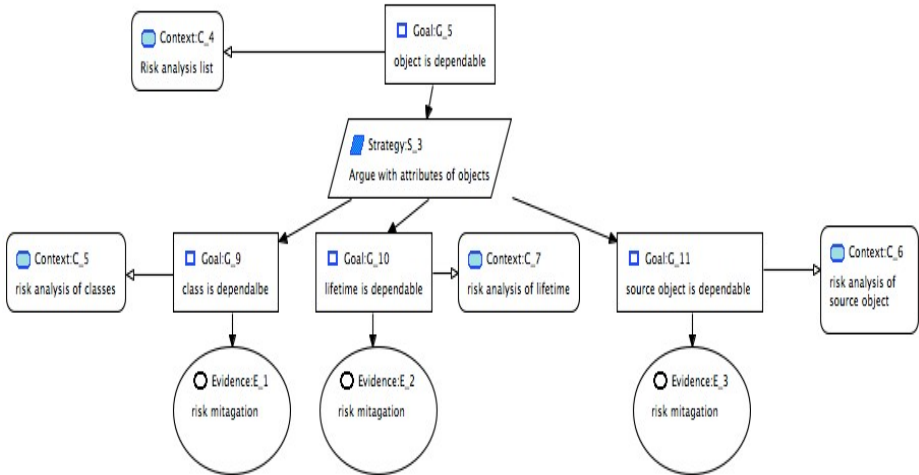 Goal:G_5
object is dependable
Context:C_4
Risk analysis list
Strategy:S_3
Argue with attributes of objects
Context:C_5
risk analysis of classes
Goal:G_9
class is dependalbe
Goal:G_10
lifetime is dependable
Context:C_7
risk analysis of lifetime
Goal:G_11
source object is dependable
Context:C_6
risk analysis of
source object
Evidence:E_1
risk mitagation
Evidence:E_2
risk mitagation
Evidence:E_3
risk mitagation